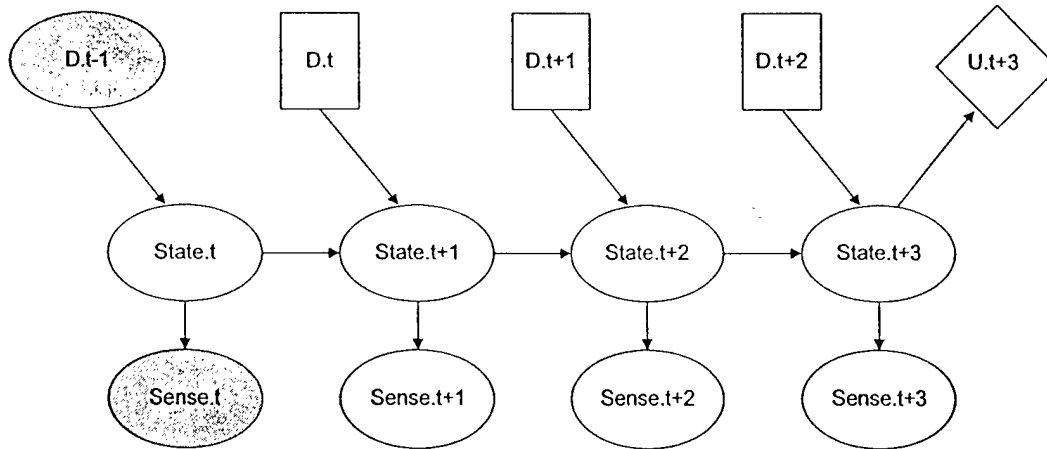 D.t-1
D.t
D.t+1
D.t+2
U.t+3
State.t
State.t+1
State.t+2
State.t+3
Sense.t
Sense.t+1
Sense.t+2
Sense.t+3